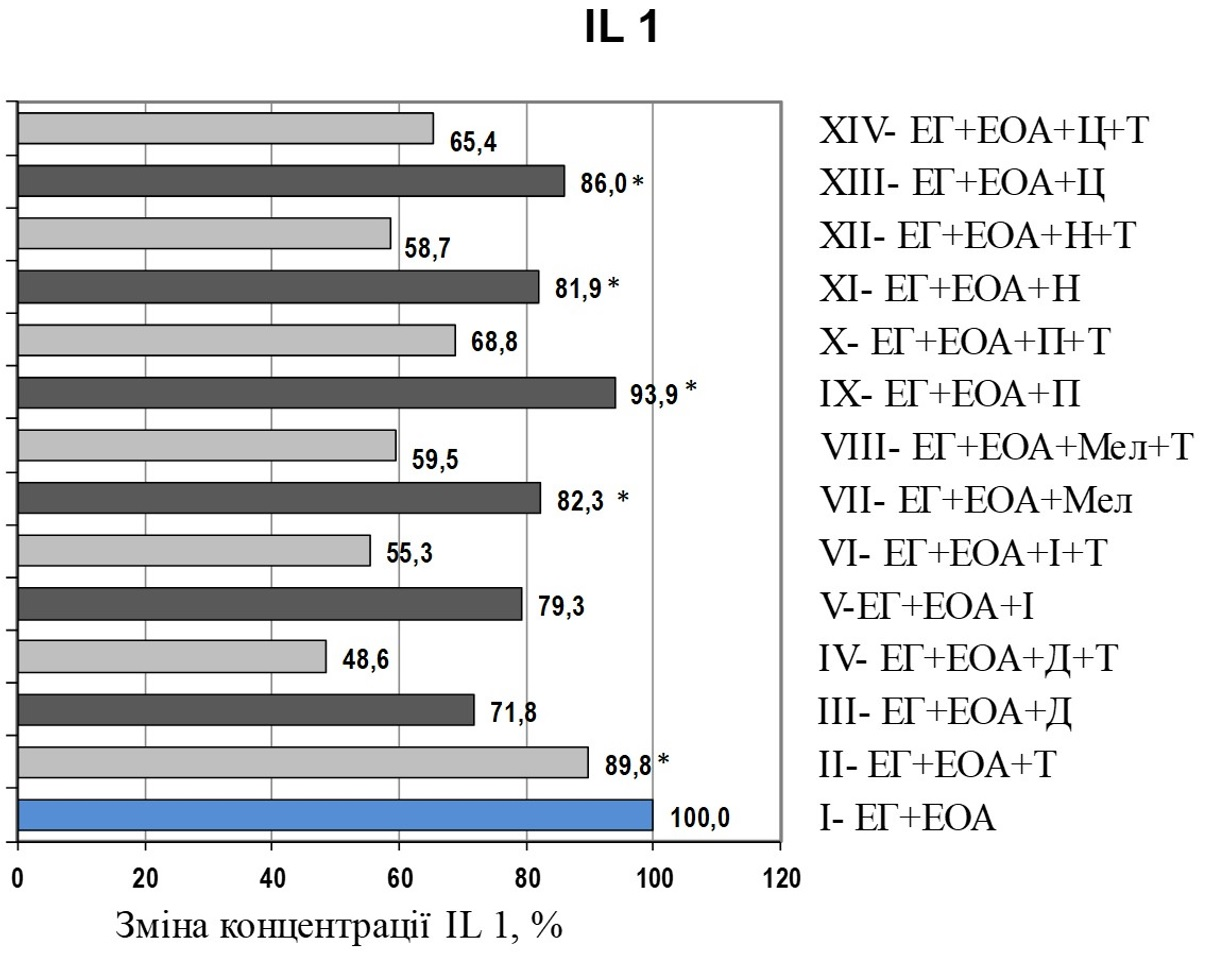 IL 1
65,4
XIV- ЕГ+ЕОА+Ц+Т
86,0 *
XIII- ЕГ+ЕОА+Ц
58,7
XII- ЕГ+ЕОА+Н+Т
81,9 *
XI- ЕГ+ЕОА+Н
68,8
X- ЕГ+ЕОА+П+Т
93,9 *
IX- ЕГ+ЕОА+П
59,5
VIII- ЕГ+ЕОА+Мел+Т
82,3 *
VII- ЕГ+ЕОА+Мел
55,3
VI- ЕГ+ЕОА+І+Т
79,3
V-ЕГ+ЕОА+І
48,6
IV- ЕГ+ЕОА+Д+Т
71,8
III- ЕГ+ЕОА+Д
89,8 *
II- ЕГ+ЕОА+Т
100,0
I- ЕГ+ЕОА
0 20 40 60 80 100 120
Зміна концентрації IL 1, %